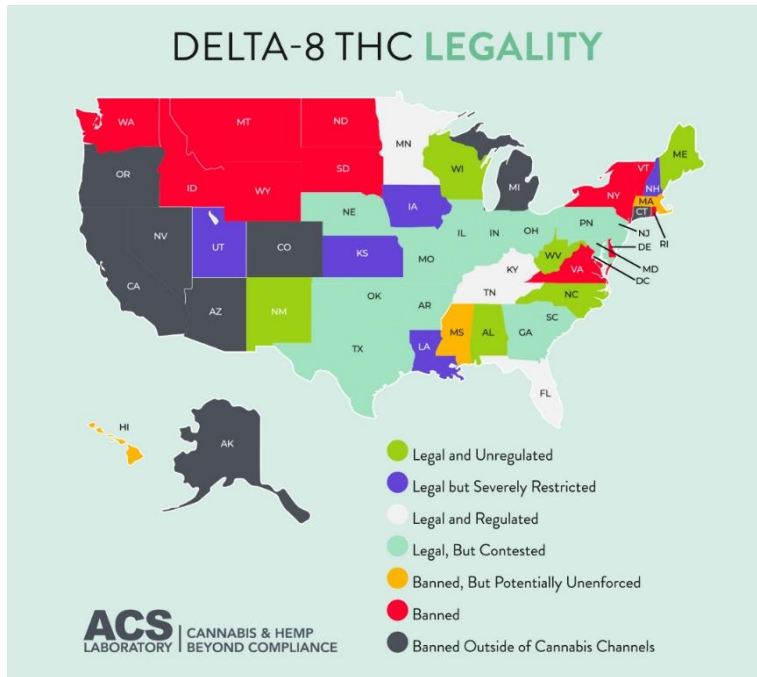 DELTA-8 THC LEGALITY
WA
MT
ND
MN
VT
ME
OR
ID
SD
WI
NH
WY
MI
NY
MA
CT
IA
NE
PN
NJ
NV
UT
CO
IL
IN
OH
DE
RI
KS
MO
WV
MD
CA
VA
DC
KY
AZ
NM
OK
TN
NC
AR
SC
MS
AL
GA
TX
LA
FL
HI
AK
Legal and Unregulated
Legal but Severely Restricted
Legal and Regulated
Legal, But Contested
Banned, But Potentially Unenforced
Banned
Banned Outside of Cannabis Channels
ACS
LABORATORY
CANNABIS & HEMP
BEYOND COMPLIANCE